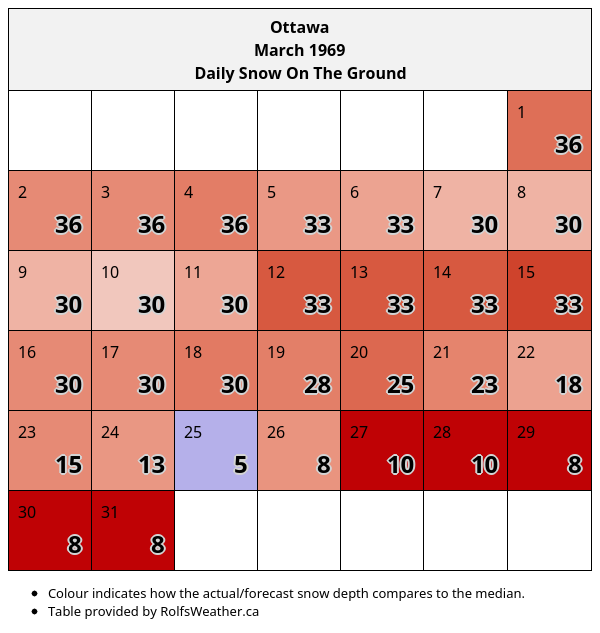 Ottawa
March 1969
Daily Snow On The Ground
1
36
2 3 4 5 6 7 8
36 36 36 33 33 30 30
9 10 11 12 13 14 15
30 30 30 33 33 33 33
16 17 18 19 20 21 22
30 30 30 28 25 23 18
23 24 25 26 27 28 29
15 13 5 8 10 10 8
30 31
8 8
• Colour indicates how the actual/forecast snow depth compares to the median.
• Table provided by RolfsWeather.ca